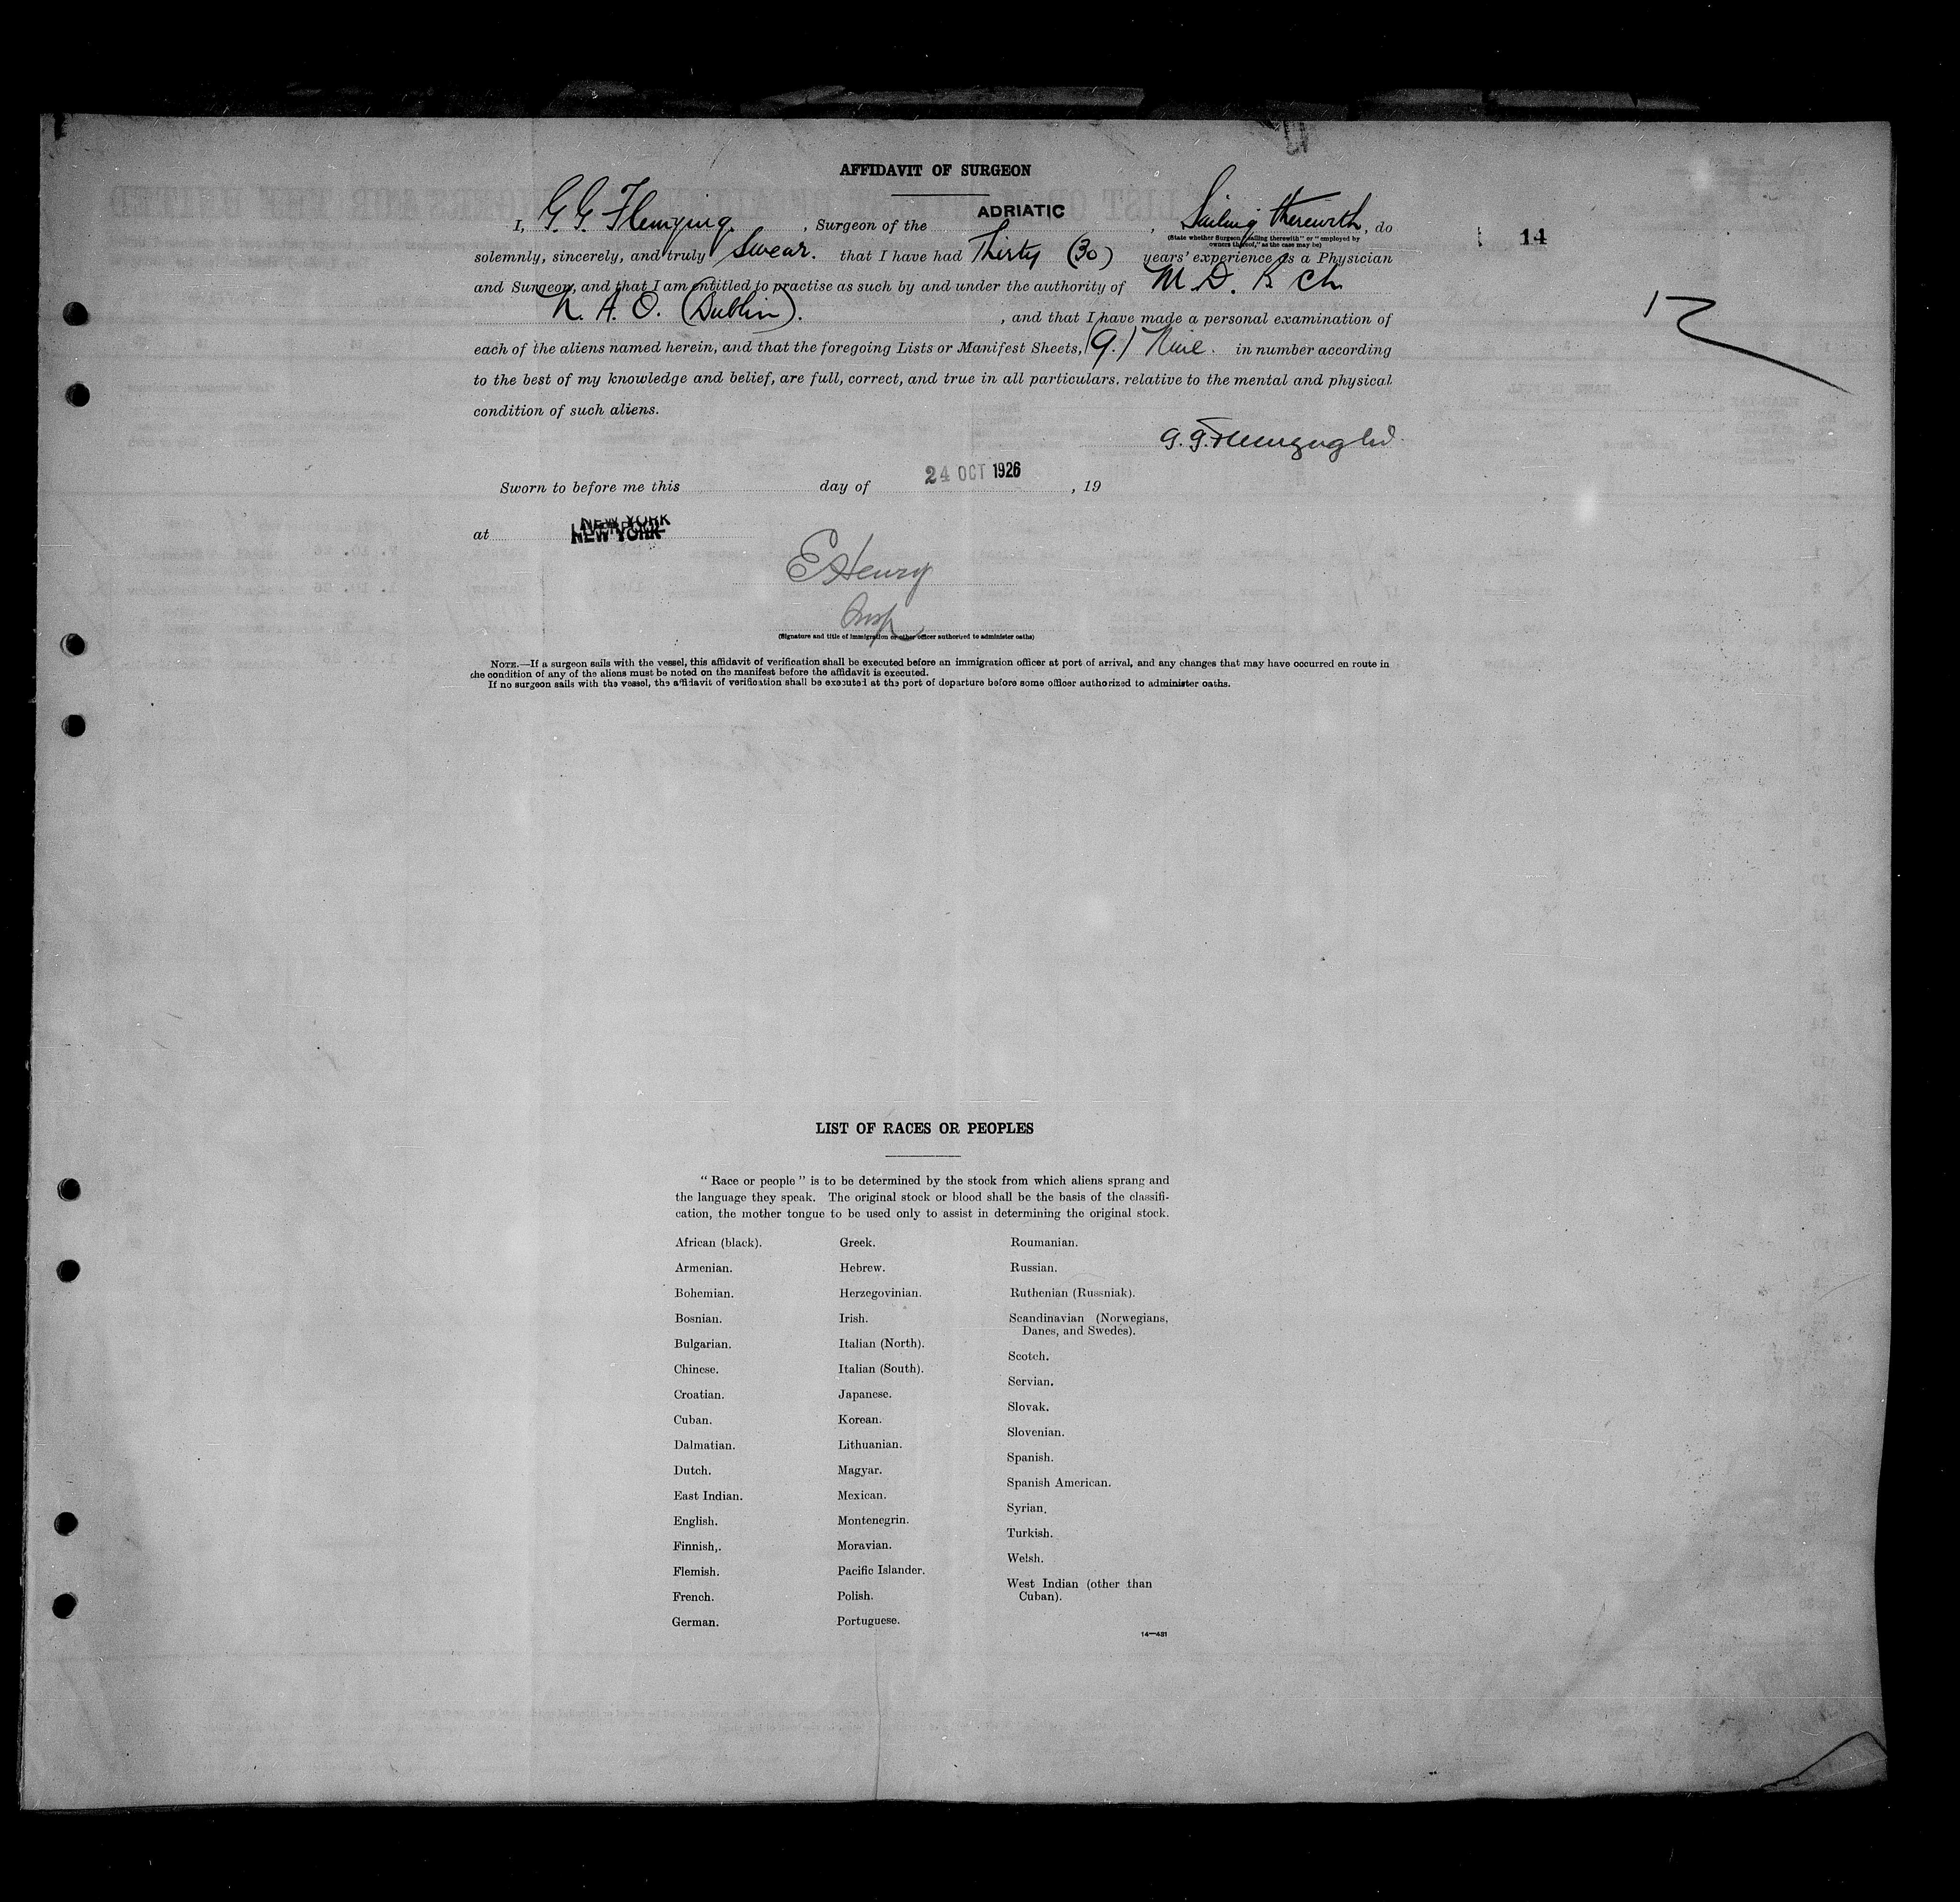 AFFIDAVIT OF SURGEON
I, G. G. Flemying, Surgeon of the ADRIATIC, Sailing therewith, do
(State whether Surgeon "sailing therewith" or "employed by
owners thereof," as the case may be)
14
solemnly, sincerely, and truly Swear. that I have had Thirty (30) years' experience as a Physician
and Surgeon, and that I am entitled to practise as such by and under the authority of M. D. B. Ch
A. O. (Dublin)., and that I have made a personal examination of
each of the aliens named herein, and that the foregoing Lists or Manifest Sheets, (9.) Nine. in number according
to the best of my knowledge and belief, are full, correct, and true in all particulars, relative to the mental and physical
condition of such aliens.
G. G. Flemyng
Sworn to before me this day of 24 OCT 1926, 19
at NEW YORK
NEW YORK
E Henry
Insp
(Signature and title of immigration or other officer authorized to administer oaths)
NOTE.—If a surgeon sails with the vessel, this affidavit of verification shall be executed before an immigration officer at port of arrival, and any changes that may have occurred en route in
the condition of any of the aliens must be noted on the manifest before the affidavit is executed.
If no surgeon sails with the vessel, the affidavit of verification shall be executed at the port of departure before some officer authorized to administer oaths.
LIST OF RACES OR PEOPLES
"Race or people" is to be determined by the stock from which aliens sprang and
the language they speak. The original stock or blood shall be the basis of the classifi-
cation, the mother tongue to be used only to assist in determining the original stock.
African (black).
Armenian.
Bohemian.
Bosnian.
Bulgarian.
Chinese.
Croatian.
Cuban.
Dalmatian.
Dutch.
East Indian.
English.
Finnish,.
Flemish.
French.
German.
Greek.
Hebrew.
Herzegovinian.
Irish.
Italian (North).
Italian (South).
Japanese.
Korean.
Lithuanian.
Magyar.
Mexican.
Montenegrin.
Moravian.
Pacific Islander.
Polish.
Portuguese.
Roumanian.
Russian.
Ruthenian (Russniak).
Scandinavian (Norwegians,
Danes, and Swedes).
Scotch.
Servian.
Slovak.
Slovenian.
Spanish.
Spanish American.
Syrian.
Turkish.
Welsh.
West Indian (other than
Cuban).
14—481